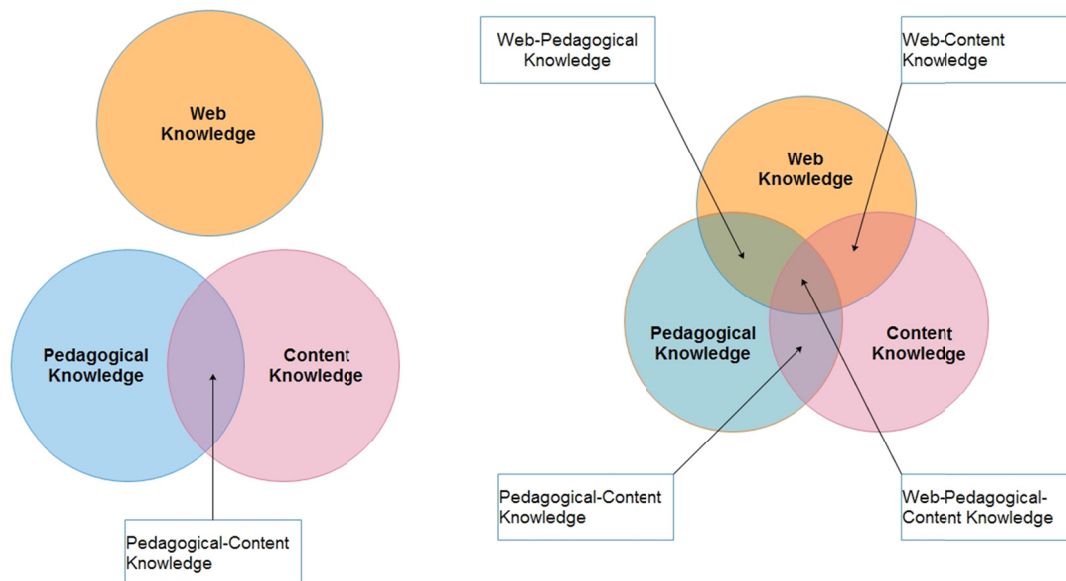 Web
Knowledge
Pedagogical
Knowledge
Content
Knowledge
Pedagogical-Content
Knowledge
Web-Pedagogical
Knowledge
Web-Content
Knowledge
Web
Knowledge
Pedagogical
Knowledge
Content
Knowledge
Pedagogical-Content
Knowledge
Web-Pedagogical-
Content Knowledge